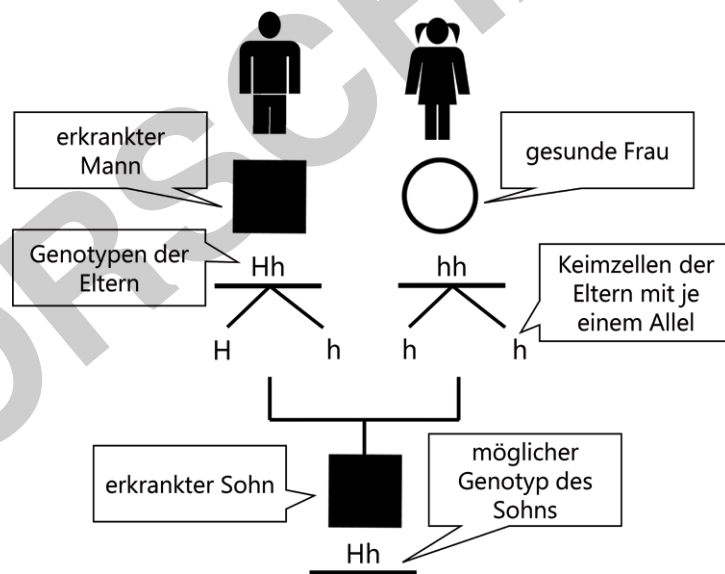 erkrankter
Mann
gesunde Frau
Genotypen der
Eltern
Hh
hh
Keimzellen der
Eltern mit je
einem Allel
H
h
h
h
erkrankter Sohn
möglicher
Genotyp des
Sohns
Hh